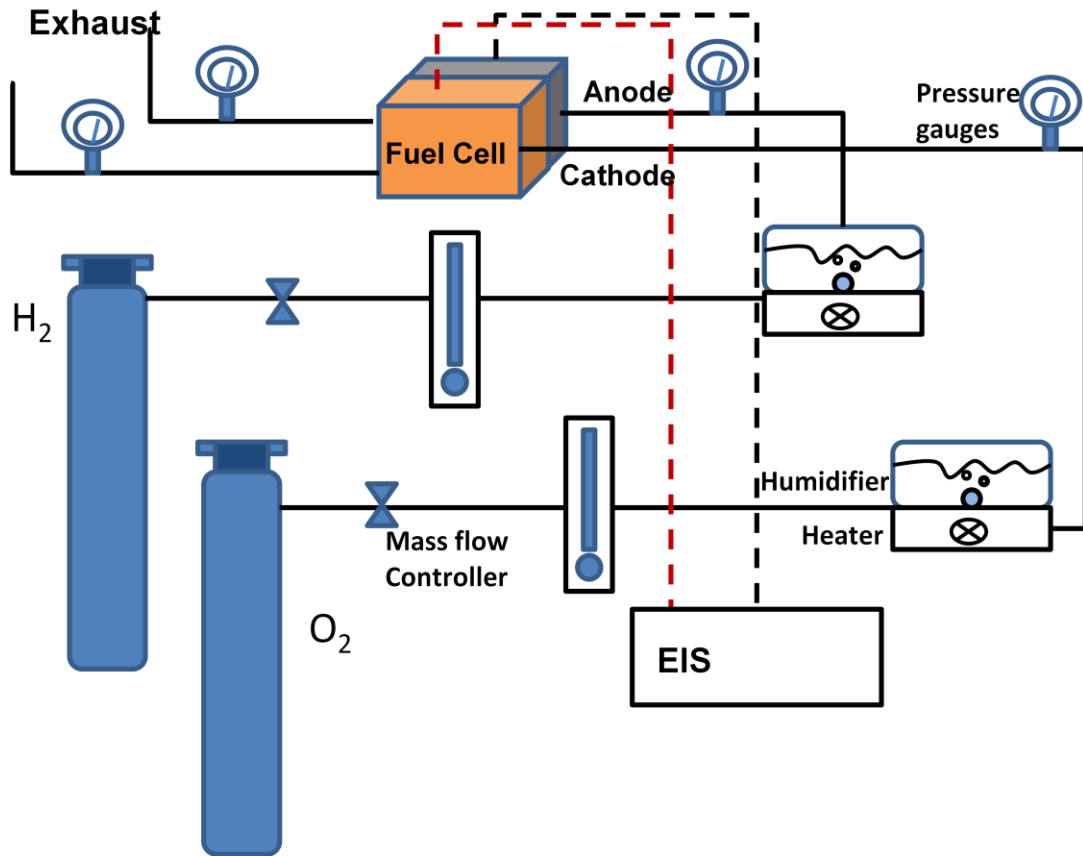 Exhaust
Anode
Pressure
gauges
Fuel Cell
Cathode
H₂
Humidifier
Heater
Mass flow
Controller
O₂
EIS